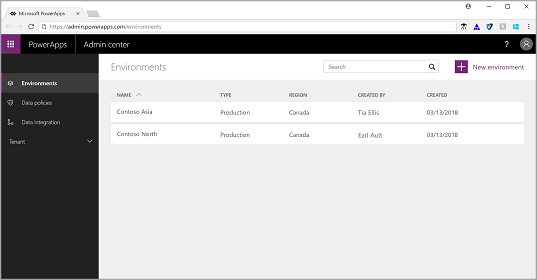 Microsoft PowerApps
https://admin.powerapps.com/environments
PowerApps Admin center ?
Environments
Data policies
Data integration
Tenant
Environments Search New environment
NAME TYPE REGION CREATED BY CREATED
Contoso Asia Production Canada Tia Ellis 03/13/2018
Contoso North Production Canada Earl Ault 03/13/2018